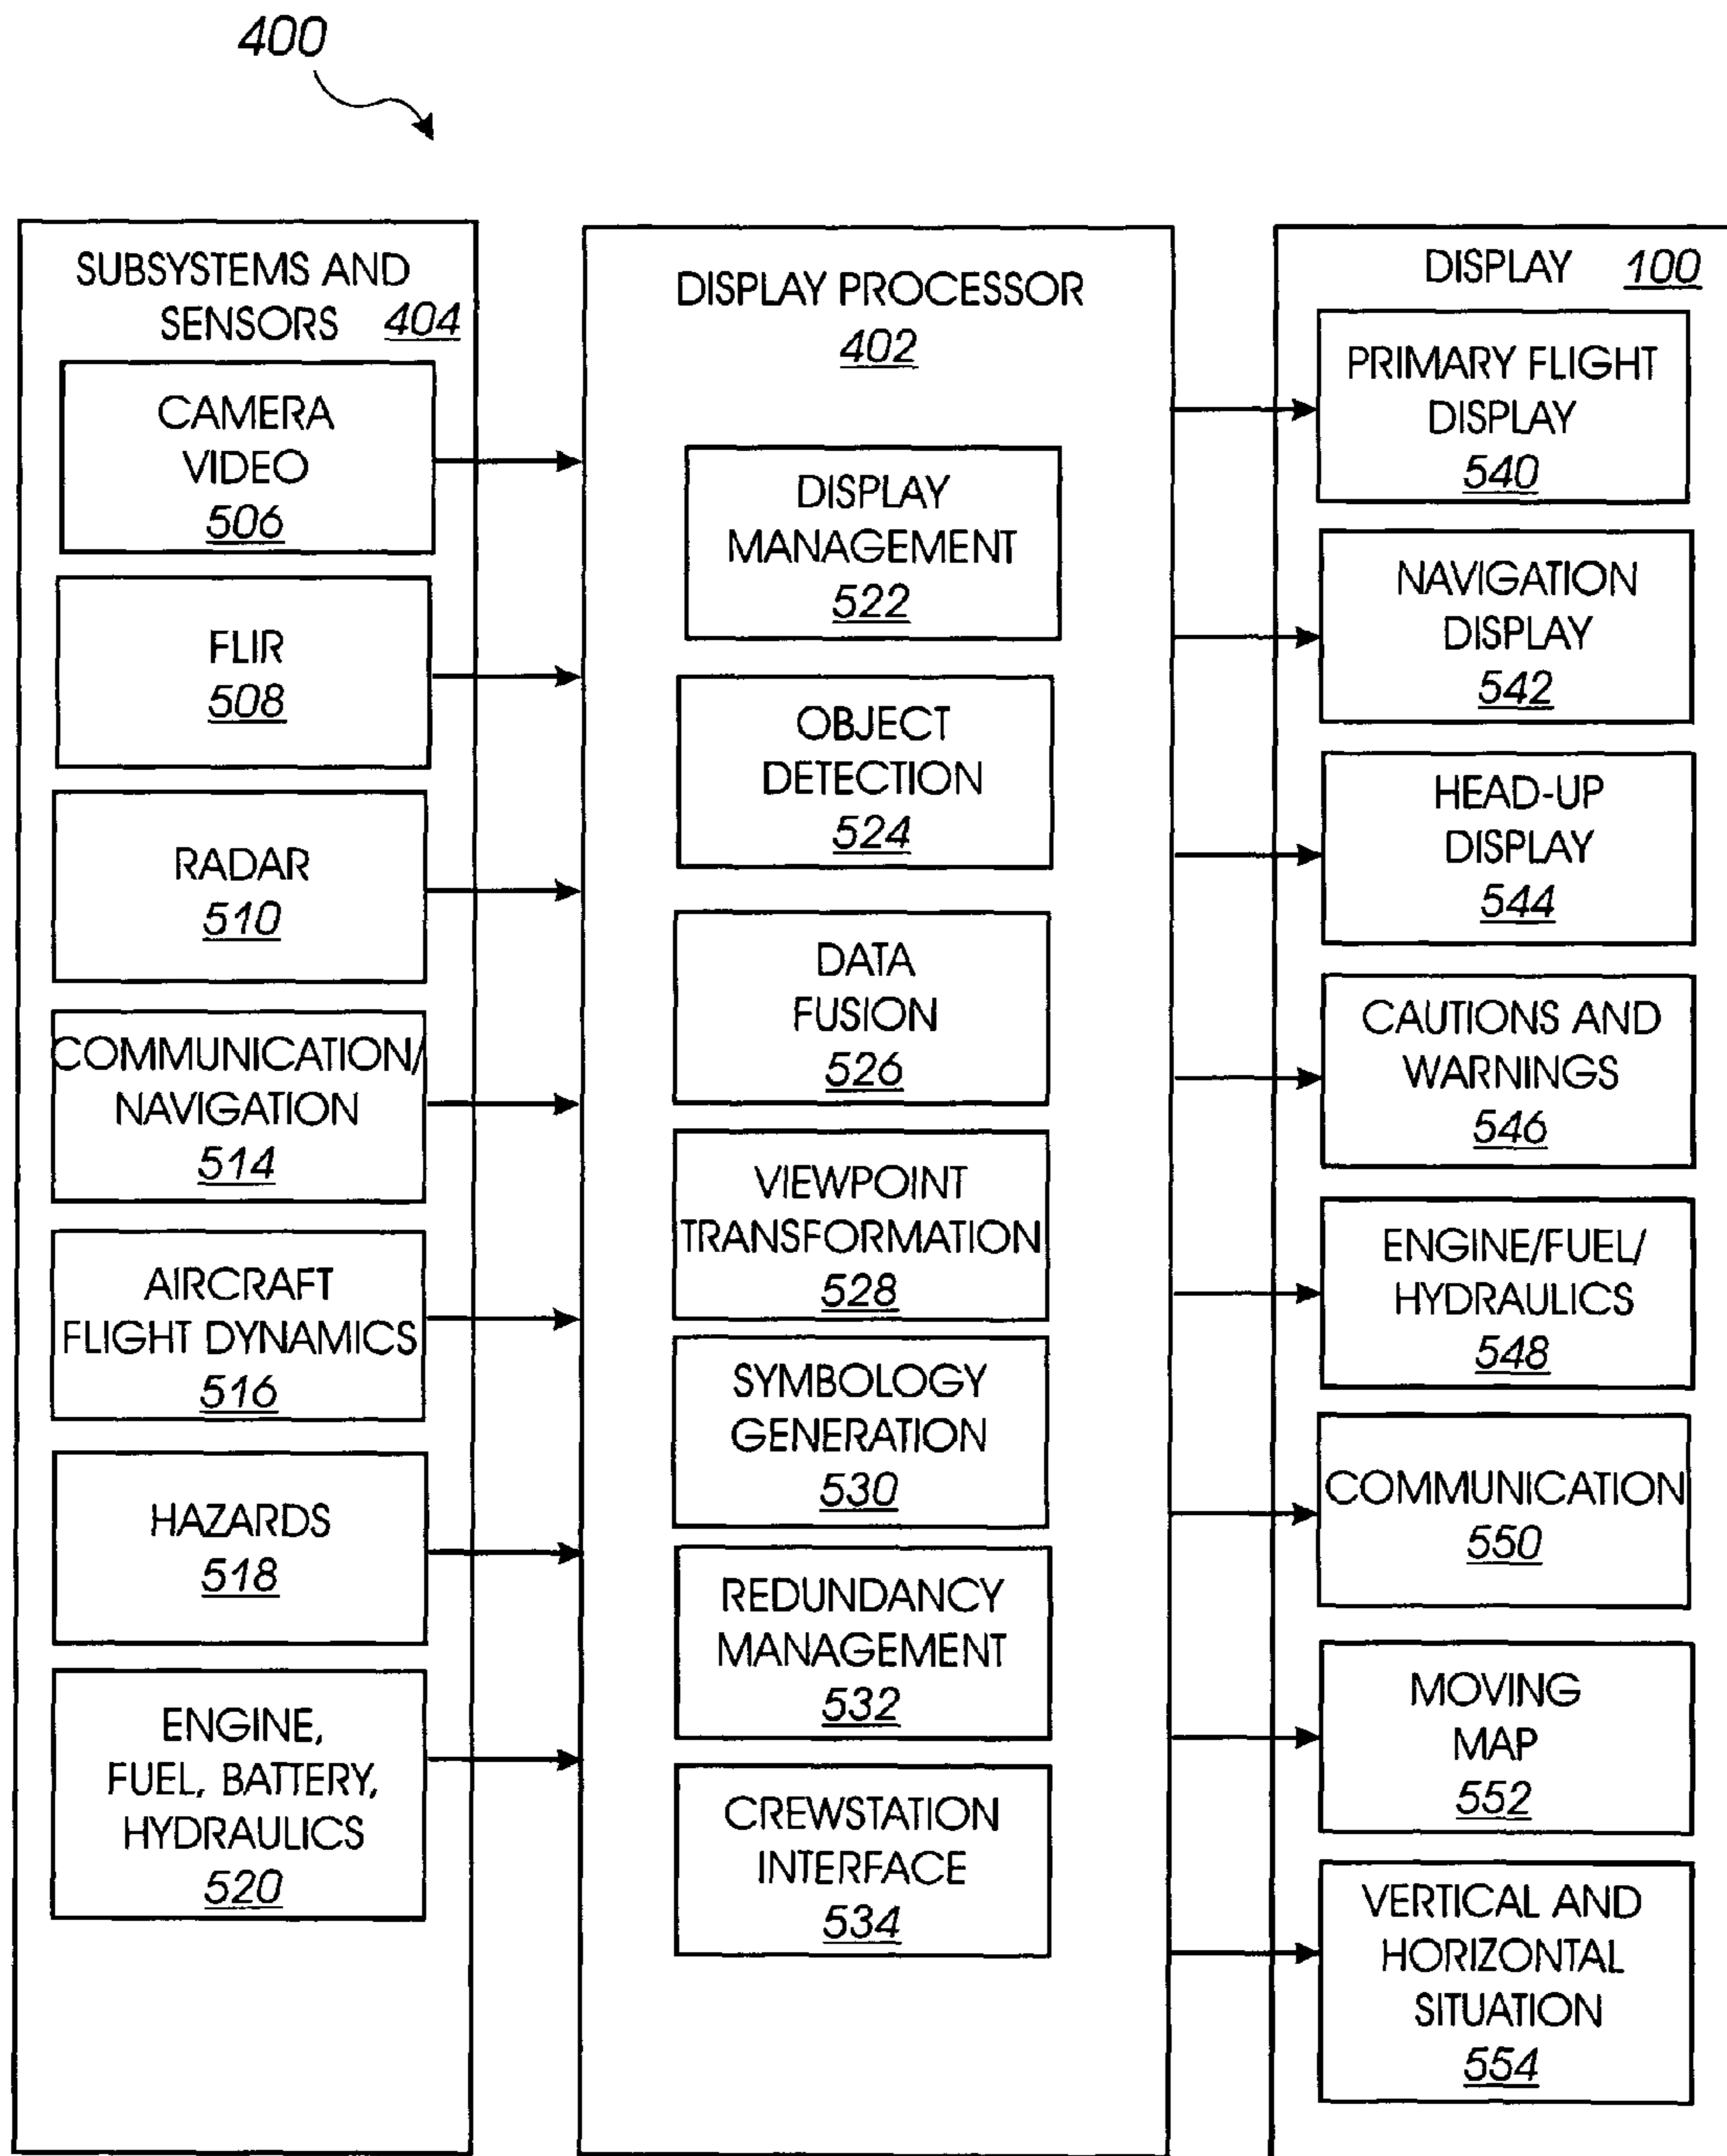 400
SUBSYSTEMS AND
SENSORS 404
CAMERA
VIDEO
506
FLIR
508
RADAR
510
COMMUNICATION/
NAVIGATION
514
AIRCRAFT
FLIGHT DYNAMICS
516
HAZARDS
518
ENGINE,
FUEL, BATTERY,
HYDRAULICS
520
DISPLAY PROCESSOR
402
DISPLAY
MANAGEMENT
522
OBJECT
DETECTION
524
DATA
FUSION
526
VIEWPOINT
TRANSFORMATION
528
SYMBOLOGY
GENERATION
530
REDUNDANCY
MANAGEMENT
532
CREWSTATION
INTERFACE
534
DISPLAY 100
PRIMARY FLIGHT
DISPLAY
540
NAVIGATION
DISPLAY
542
HEAD-UP
DISPLAY
544
CAUTIONS AND
WARNINGS
546
ENGINE/FUEL/
HYDRAULICS
548
COMMUNICATION
550
MOVING
MAP
552
VERTICAL AND
HORIZONTAL
SITUATION
554